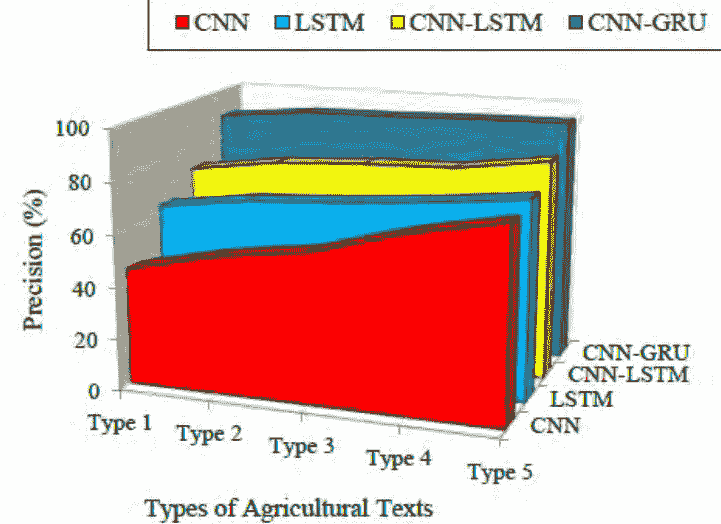 CNN LSTM CNN-LSTM CNN-GRU
100
80
60
40
20
0
Precision (%)
Type 1
Type 2
Type 3
Type 4
Type 5
CNN-GRU
CNN-LSTM
LSTM
CNN
Types of Agricultural Texts